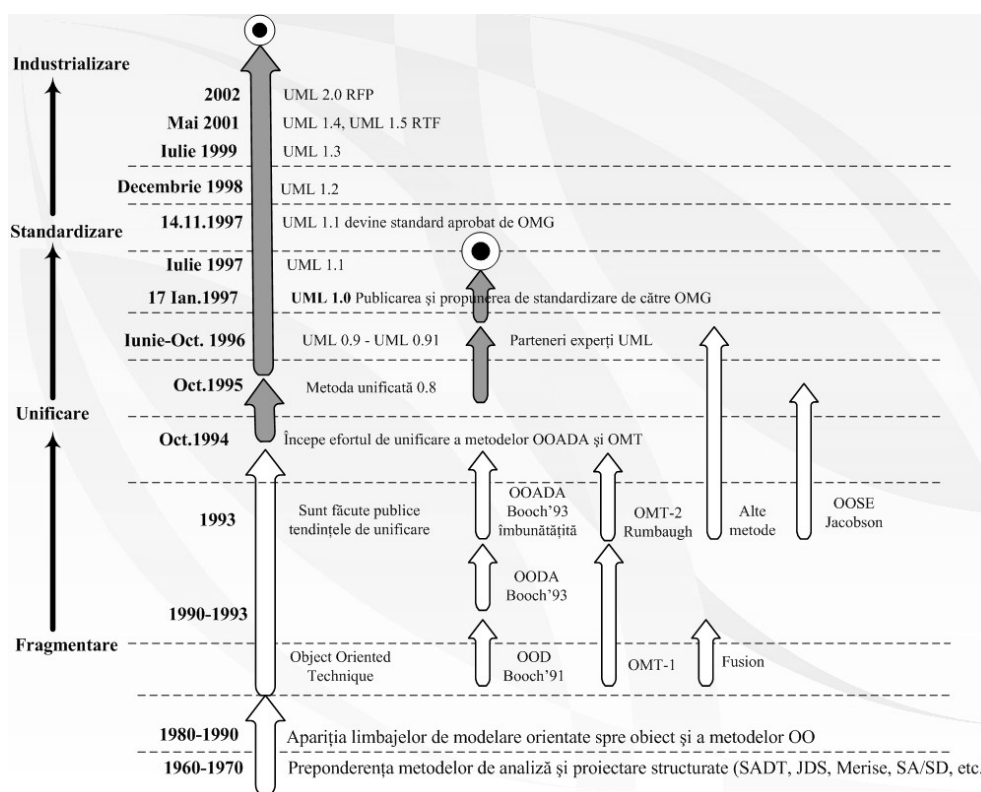 Industrializare
2002 UML 2.0 RFP
Mai 2001 UML 1.4, UML 1.5 RTF
Iulie 1999 UML 1.3
Decembrie 1998 UML 1.2
14.11.1997 UML 1.1 devine standard aprobat de OMG
Standardizare
Iulie 1997 UML 1.1
17 Ian.1997 UML 1.0 Publicarea și propunerea de standardizare de către OMG
Iunie-Oct. 1996 UML 0.9 - UML 0.91 Parteneri experți UML
Oct.1995 Metoda unificată 0.8
Unificare
Oct.1994 Începe efortul de unificare a metodelor OOADA și OMT
1993
Sunt făcute publice
tendințele de unificare
OOADA
Booch'93
îmbunătățită
OMT-2
Rumbaugh
Alte
metode
OOSE
Jacobson
OODA
Booch'93
1990-1993
Fragmentare
Object Oriented
Technique
OOD
Booch'91
OMT-1
Fusion
1980-1990 Apariția limbajelor de modelare orientate spre obiect și a metodelor OO
1960-1970 Preponderența metodelor de analiză și proiectare structurate (SADT, JDS, Merise, SA/SD, etc.